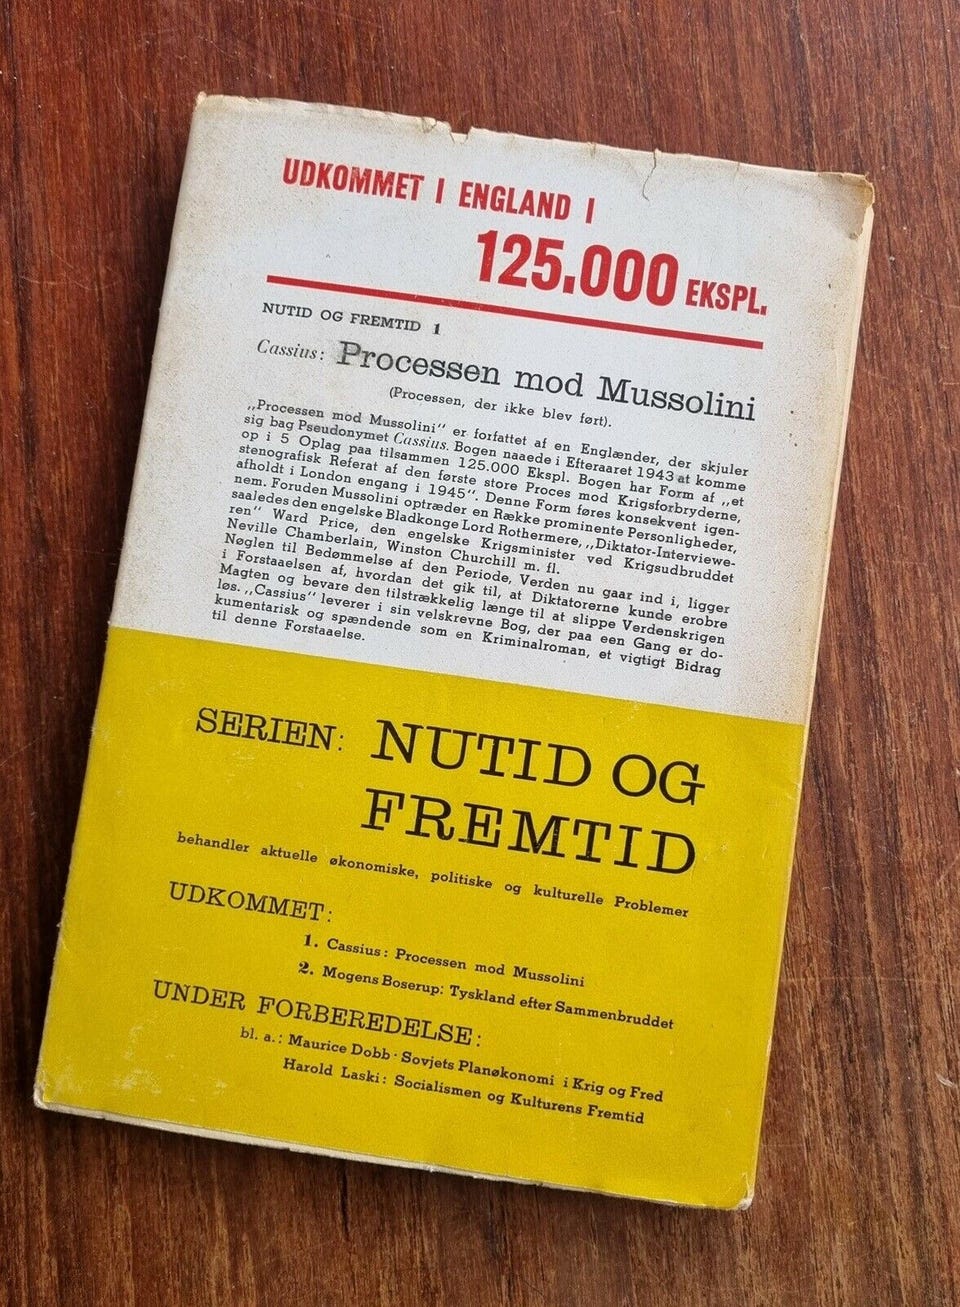 UDKOMMET I ENGLAND I
125.000 EKSPL.
NUTID OG FREMTID 1
Cassius: Processen mod Mussolini
(Processen, der ikke blev ført).
„Processen mod Mussolini" er forfattet af en Englænder, der skjuler
sig bag Pseudonymet Cassius. Bogen naaede i Efteraaret 1943 at komme
op i 5 Oplag paa tilsammen 125.000 Ekspl. Bogen har Form af „et
stenografisk Referat af den første store Proces mod Krigsforbryderne,
afholdt i London engang i 1945". Denne Form føres konsekvent igen-
nem. Foruden Mussolini optræder en Række prominente Personligheder,
saaledes den engelske Bladkonge Lord Rothermere, „Diktator-Interviewe-
ren" Ward Price, den engelske Krigsminister ved Krigsudbruddet
Neville Chamberlain, Winston Churchill m. fl.
Nøglen til Bedømmelse af den Periode, Verden nu gaar ind i, ligger
i Forstaaelsen af, hvordan det gik til, at Diktatorerne kunde erobre
Magten og bevare den tilstrækkelig længe til at slippe Verdenskrigen
løs. „Cassius" leverer i sin velskrevne Bog, der paa een Gang er do-
kumentarisk og spændende som en Kriminalroman, et vigtigt Bidrag
til denne Forstaaelse.
SERIEN: NUTID OG
FREMTID
behandler aktuelle økonomiske, politiske og kulturelle Problemer
UDKOMMET:
1. Cassius: Processen mod Mussolini
2. Mogens Boserup: Tyskland efter Sammenbruddet
UNDER FORBEREDELSE:
bl. a.: Maurice Dobb · Sovjets Planøkonomi i Krig og Fred
Harold Laski: Socialismen og Kulturens Fremtid